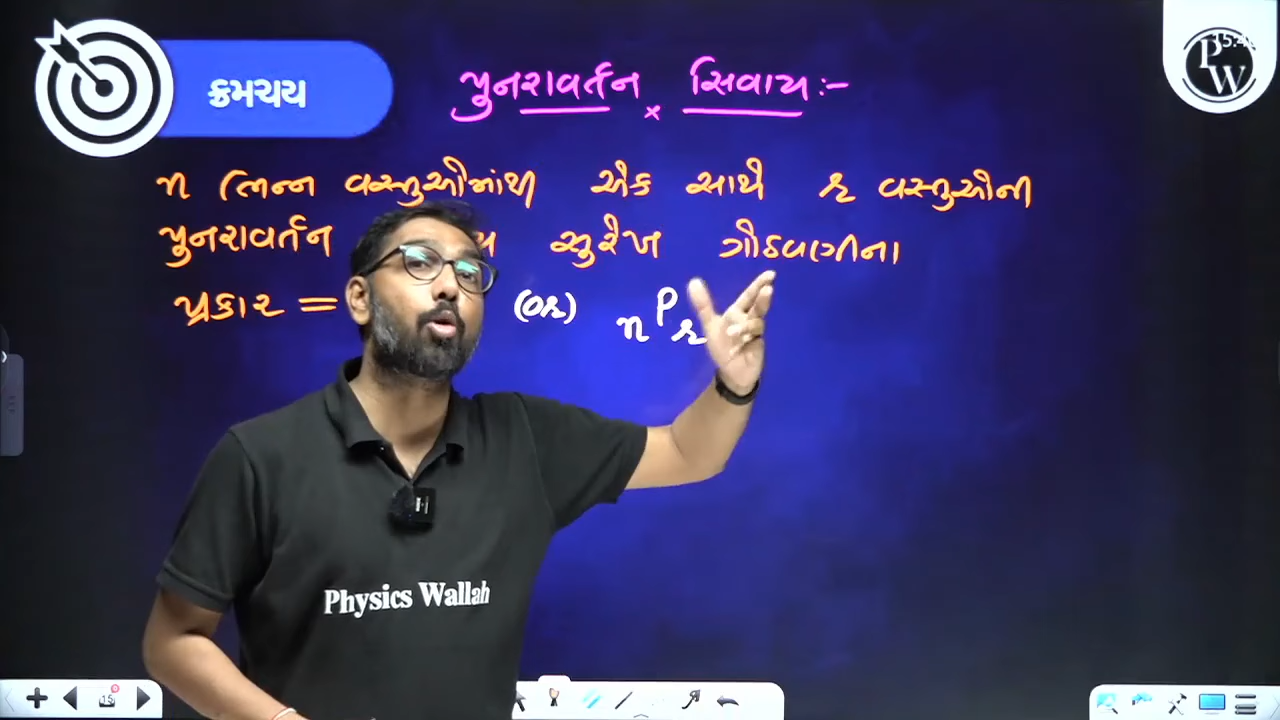 ક્રમચય
પુનરાવર્તન સિવાય :-
n ભિન્ન વસ્તુઓમાંથી એક સાથે r વસ્તુઓની
પુનરાવર્તન સુરેખ ગોઠવણીના
પ્રકાર = (or) nPr
Physics Wallah
PW
15